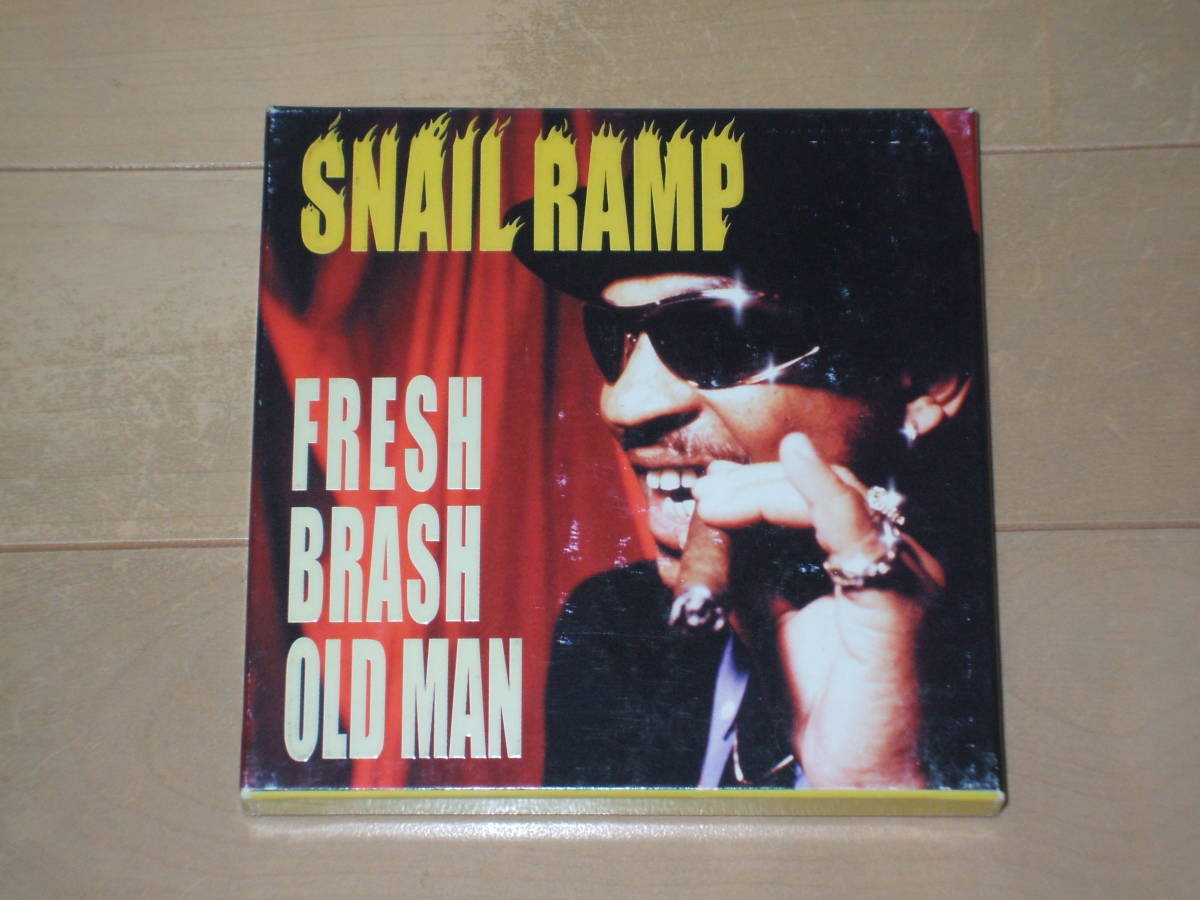 SNAIL RAMP
FRESH
BRASH
OLD MAN